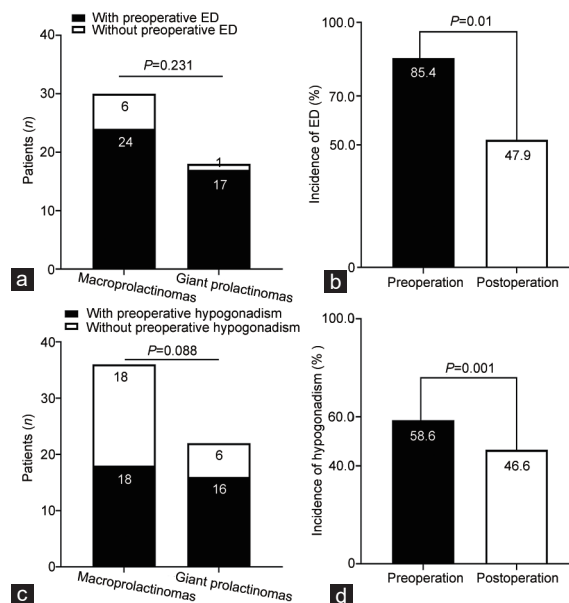 With preoperative ED
Without preoperative ED
P=0.231
40
30
20
10
0
Patients (n)
6
24
1
17
Macroprolactinomas
Giant prolactinomas
a
P=0.01
100.0
70.0
50.0
0
Incidence of ED (%)
85.4
47.9
Preoperation
Postoperation
b
With preoperative hypogonadism
Without preoperative hypogonadism
P=0.088
40
30
20
10
0
Patients (n)
18
18
6
16
Macroprolactinomas
Giant prolactinomas
c
P=0.001
100.0
60.0
40.0
0
Incidence of hypogonadism (% )
58.6
46.6
Preoperation
Postoperation
d